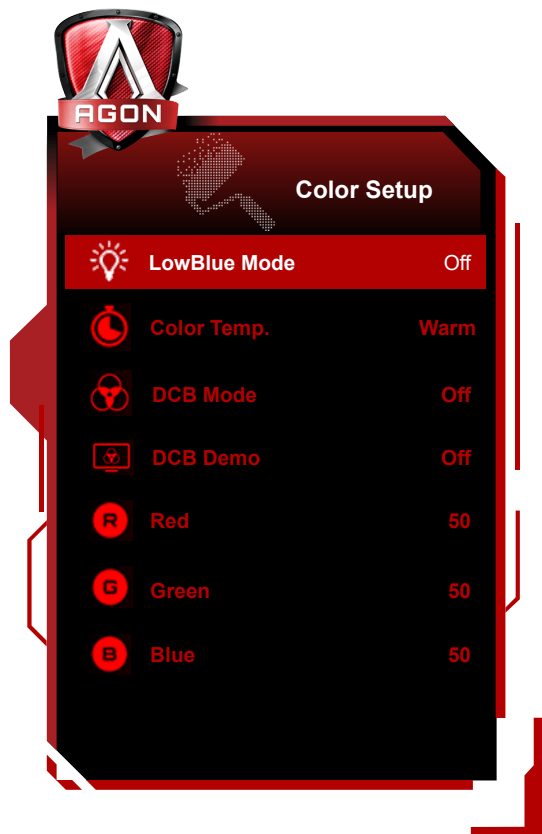 AGON
Color Setup
LowBlue Mode Off
Color Temp. Warm
DCB Mode Off
DCB Demo Off
R Red 50
G Green 50
B Blue 50